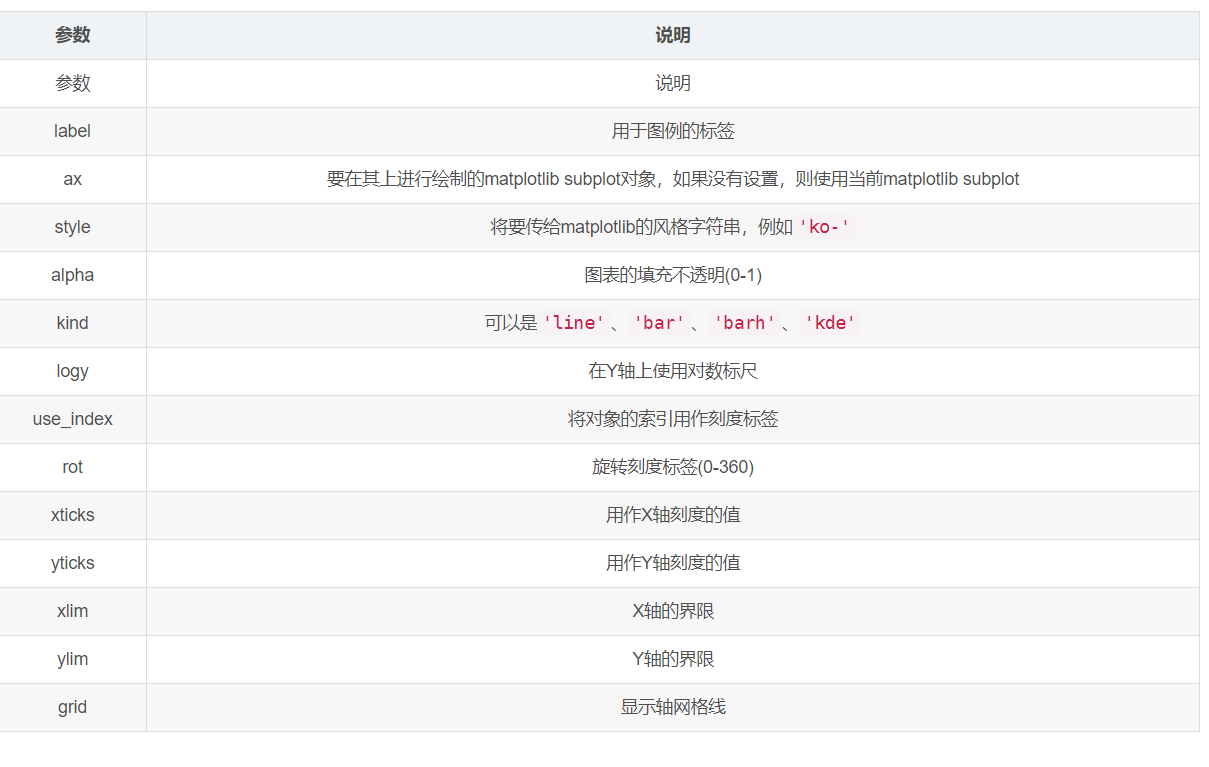 参数 说明
参数 说明
label 用于图例的标签
ax 要在其上进行绘制的matplotlib subplot对象，如果没有设置，则使用当前matplotlib subplot
style 将要传给matplotlib的风格字符串，例如 'ko-'
alpha 图表的填充不透明(0-1)
kind 可以是 'line' 、 'bar' 、 'barh' 、 'kde'
logy 在Y轴上使用对数标尺
use_index 将对象的索引用作刻度标签
rot 旋转刻度标签(0-360)
xticks 用作X轴刻度的值
yticks 用作Y轴刻度的值
xlim X轴的界限
ylim Y轴的界限
grid 显示轴网格线